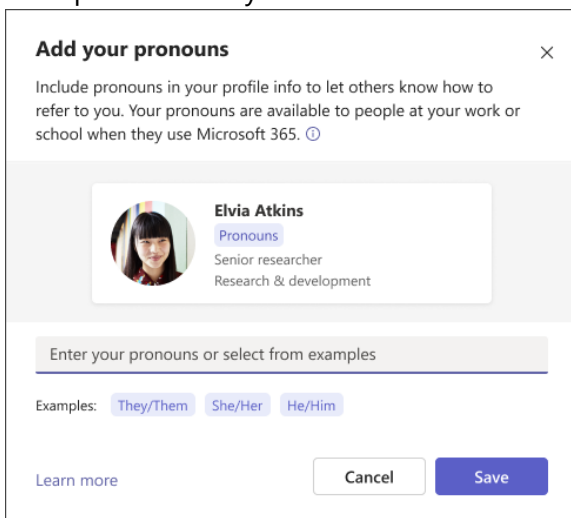 Add your pronouns
Include pronouns in your profile info to let others know how to
refer to you. Your pronouns are available to people at your work or
school when they use Microsoft 365.
Elvia Atkins
Pronouns
Senior researcher
Research & development
Enter your pronouns or select from examples
Examples: They/Them She/Her He/Him
Learn more Cancel Save